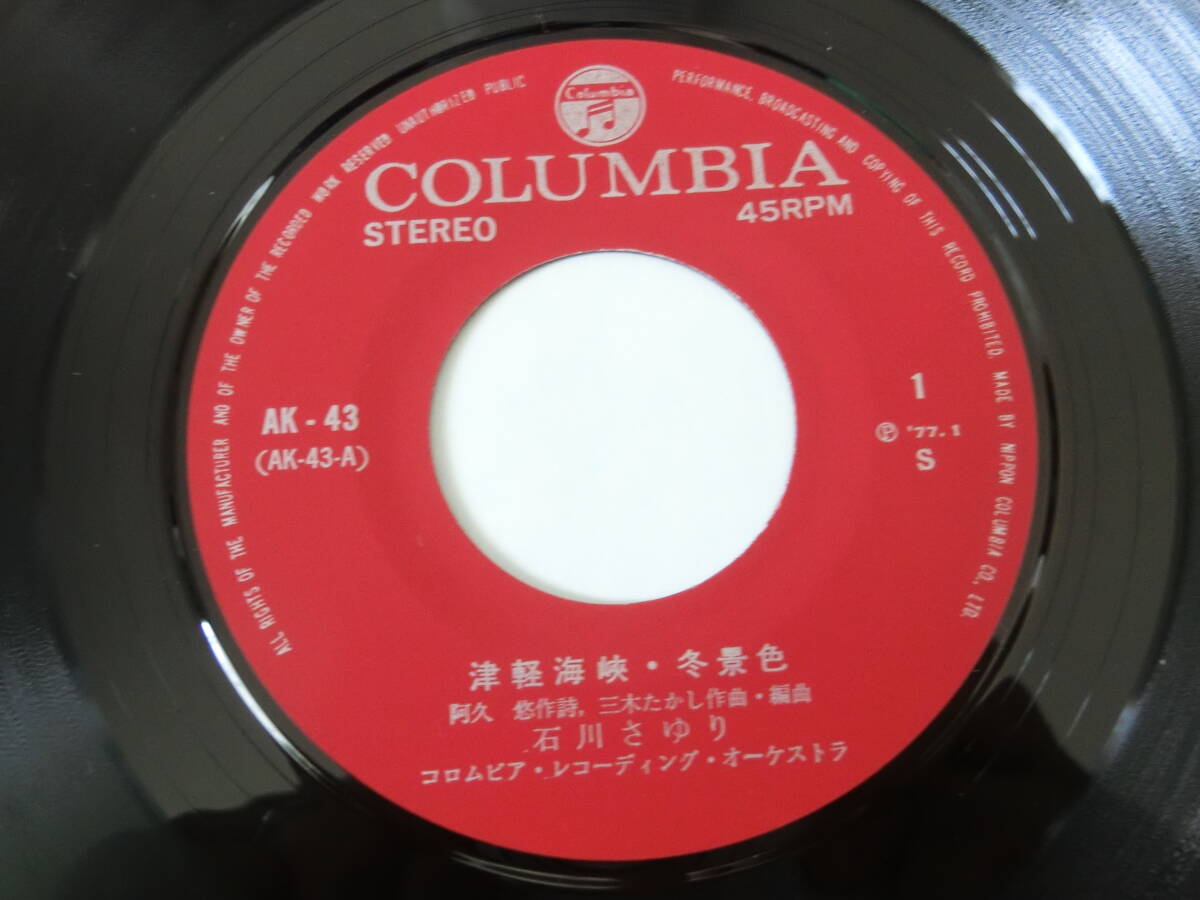 Columbia
COLUMBIA
STEREO
45RPM
AK - 43
(AK-43-A)
1
Ⓟ '77.1
S
津軽海峡・冬景色
阿久 悠作詩, 三木たかし作曲・編曲
石川さゆり
コロムビア・レコーディング・オーケストラ
ALL RIGHTS OF THE MANUFACTURER AND OF THE OWNER OF THE RECORDED WORK RESERVED UNAUTHORIZED PUBLIC PERFORMANCE, BROADCASTING AND COPYING OF THIS RECORD PROHIBITED. MADE BY NIPPON COLUMBIA CO., LTD.